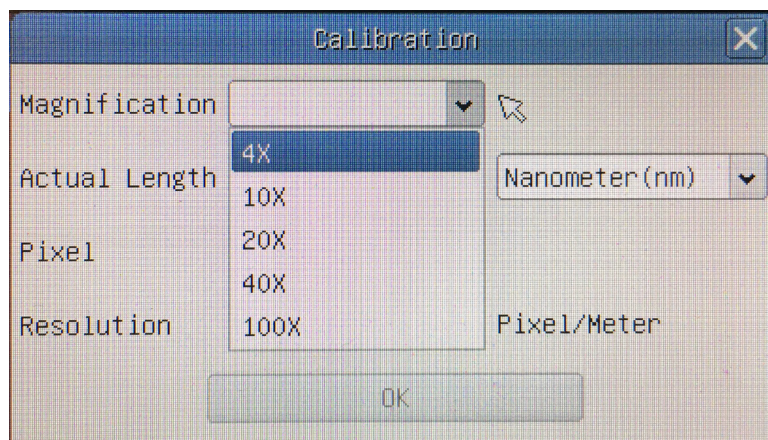 Calibration
Magnification
4X
Actual Length
Nanometer(nm)
10X
20X
Pixel
40X
Resolution
100X
Pixel/Meter
OK